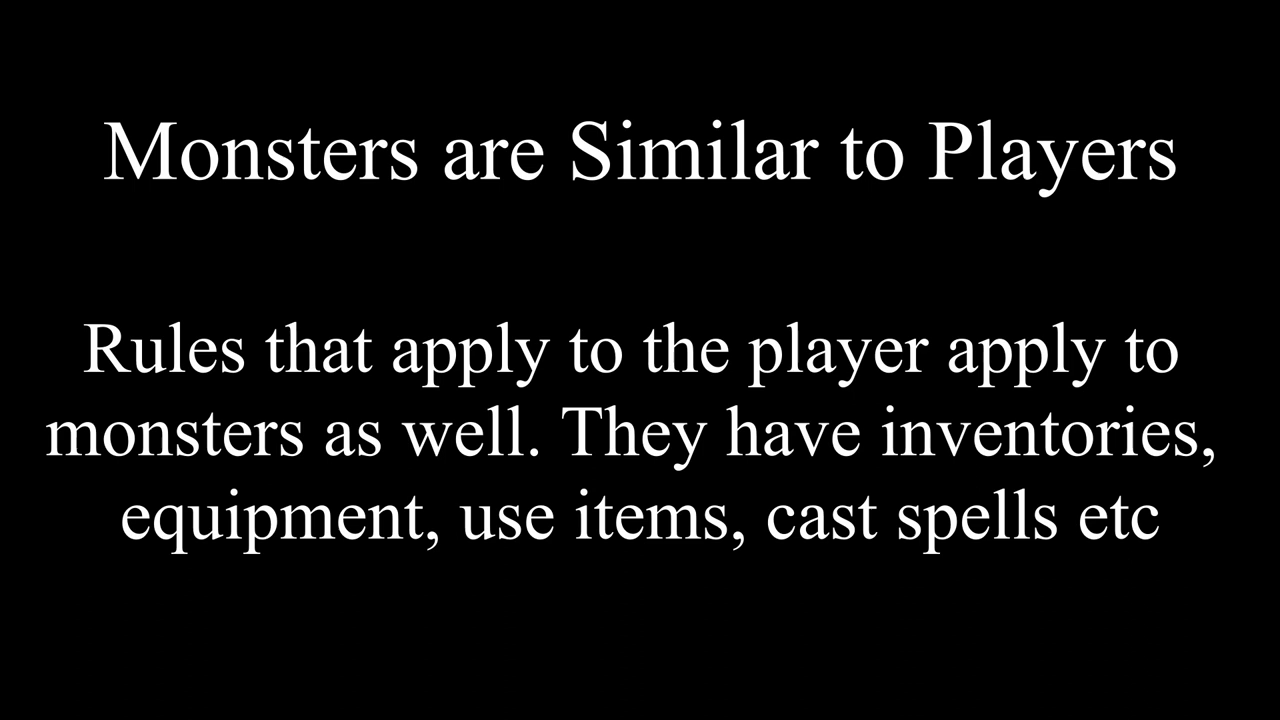 Monsters are Similar to Players
Rules that apply to the player apply to
monsters as well. They have inventories,
equipment, use items, cast spells etc